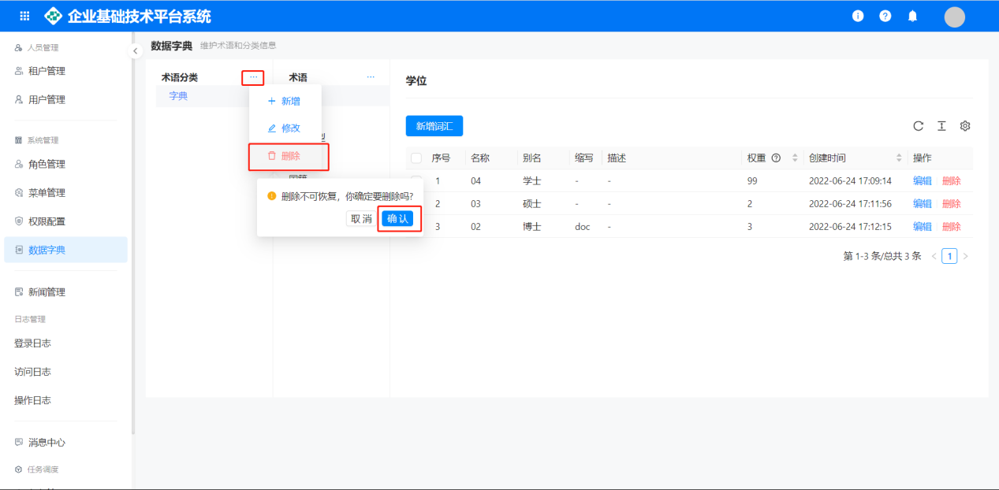 企业基础技术平台系统
人员管理
租户管理
用户管理
系统管理
角色管理
菜单管理
权限配置
数据字典
新闻管理
日志管理
登录日志
访问日志
操作日志
消息中心
任务调度
数据字典 维护术语和分类信息
术语分类 ···
字典
新增
修改
删除
删除不可恢复，你确定要删除吗?
取 消 确 认
术语 ···
学位
新增词汇
序号 名称 别名 缩写 描述 权重 创建时间 操作
1 04 学士 - - 99 2022-06-24 17:09:14 编辑 删除
2 03 硕士 - - 2 2022-06-24 17:11:56 编辑 删除
3 02 博士 doc - 3 2022-06-24 17:12:15 编辑 删除
第 1-3 条/总共 3 条 < 1 >